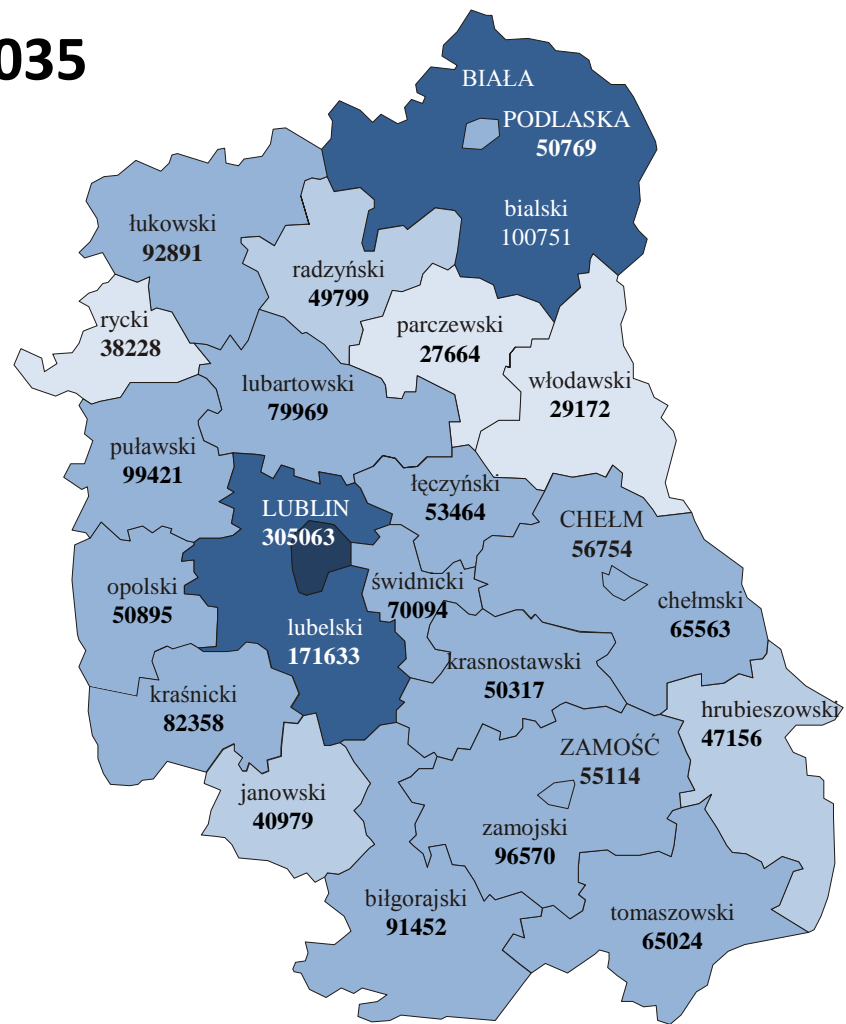 035
BIAŁA
PODLASKA
50769
bialski
100751
łukowski
92891
radzyński
49799
rycki
38228
parczewski
27664
włodawski
29172
lubartowski
79969
puławski
99421
łęczyński
53464
LUBLIN
305063
CHEŁM
56754
opolski
50895
świdnicki
70094
chełmski
65563
lubelski
171633
krasnostawski
50317
kraśnicki
82358
hrubieszowski
47156
ZAMOŚĆ
55114
janowski
40979
zamojski
96570
biłgorajski
91452
tomaszowski
65024